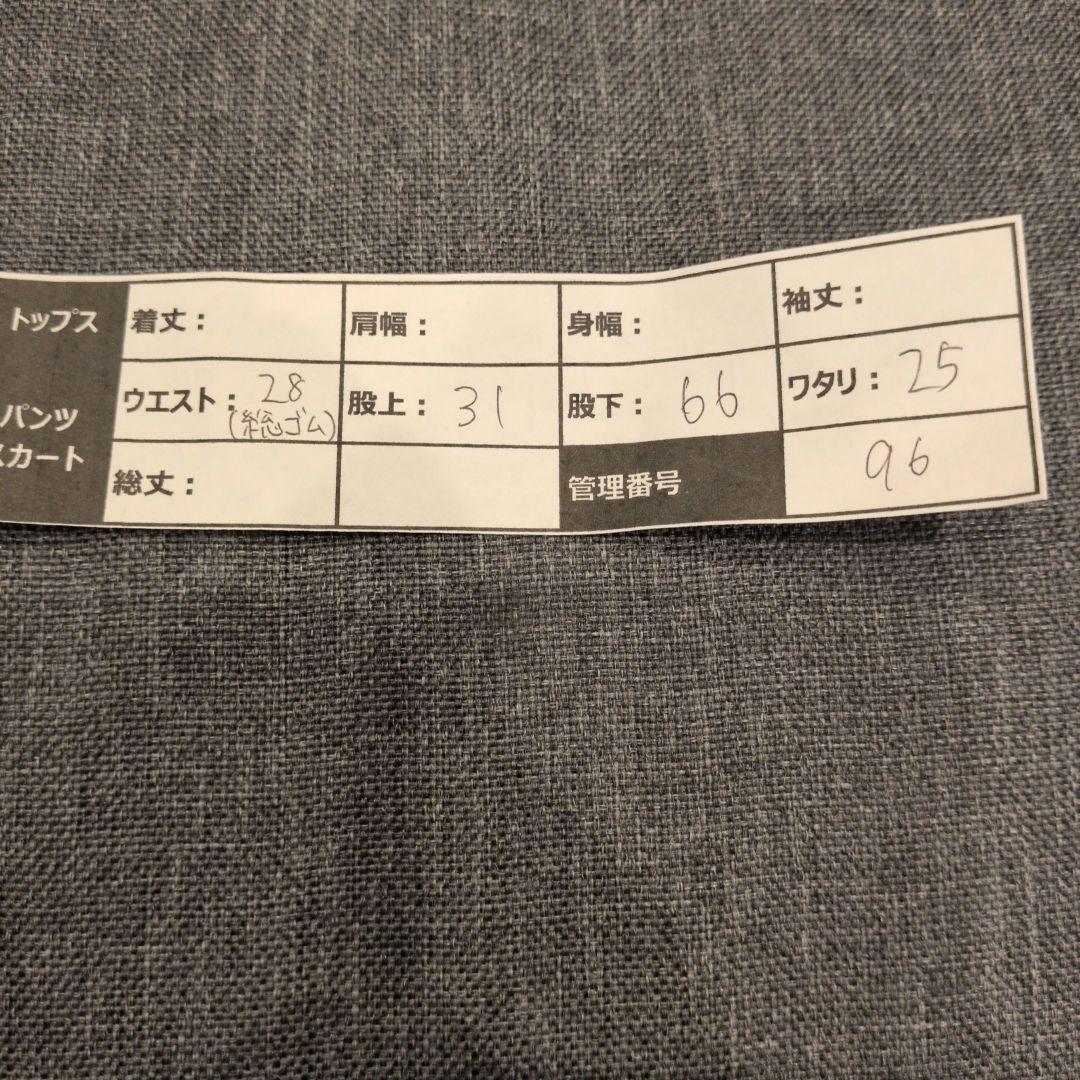 トップス 着丈： 肩幅： 身幅： 袖丈：
パンツ ウエスト：28 股上：31 股下：66 ワタリ：25
(総ゴム)
スカート 総丈： 管理番号 96